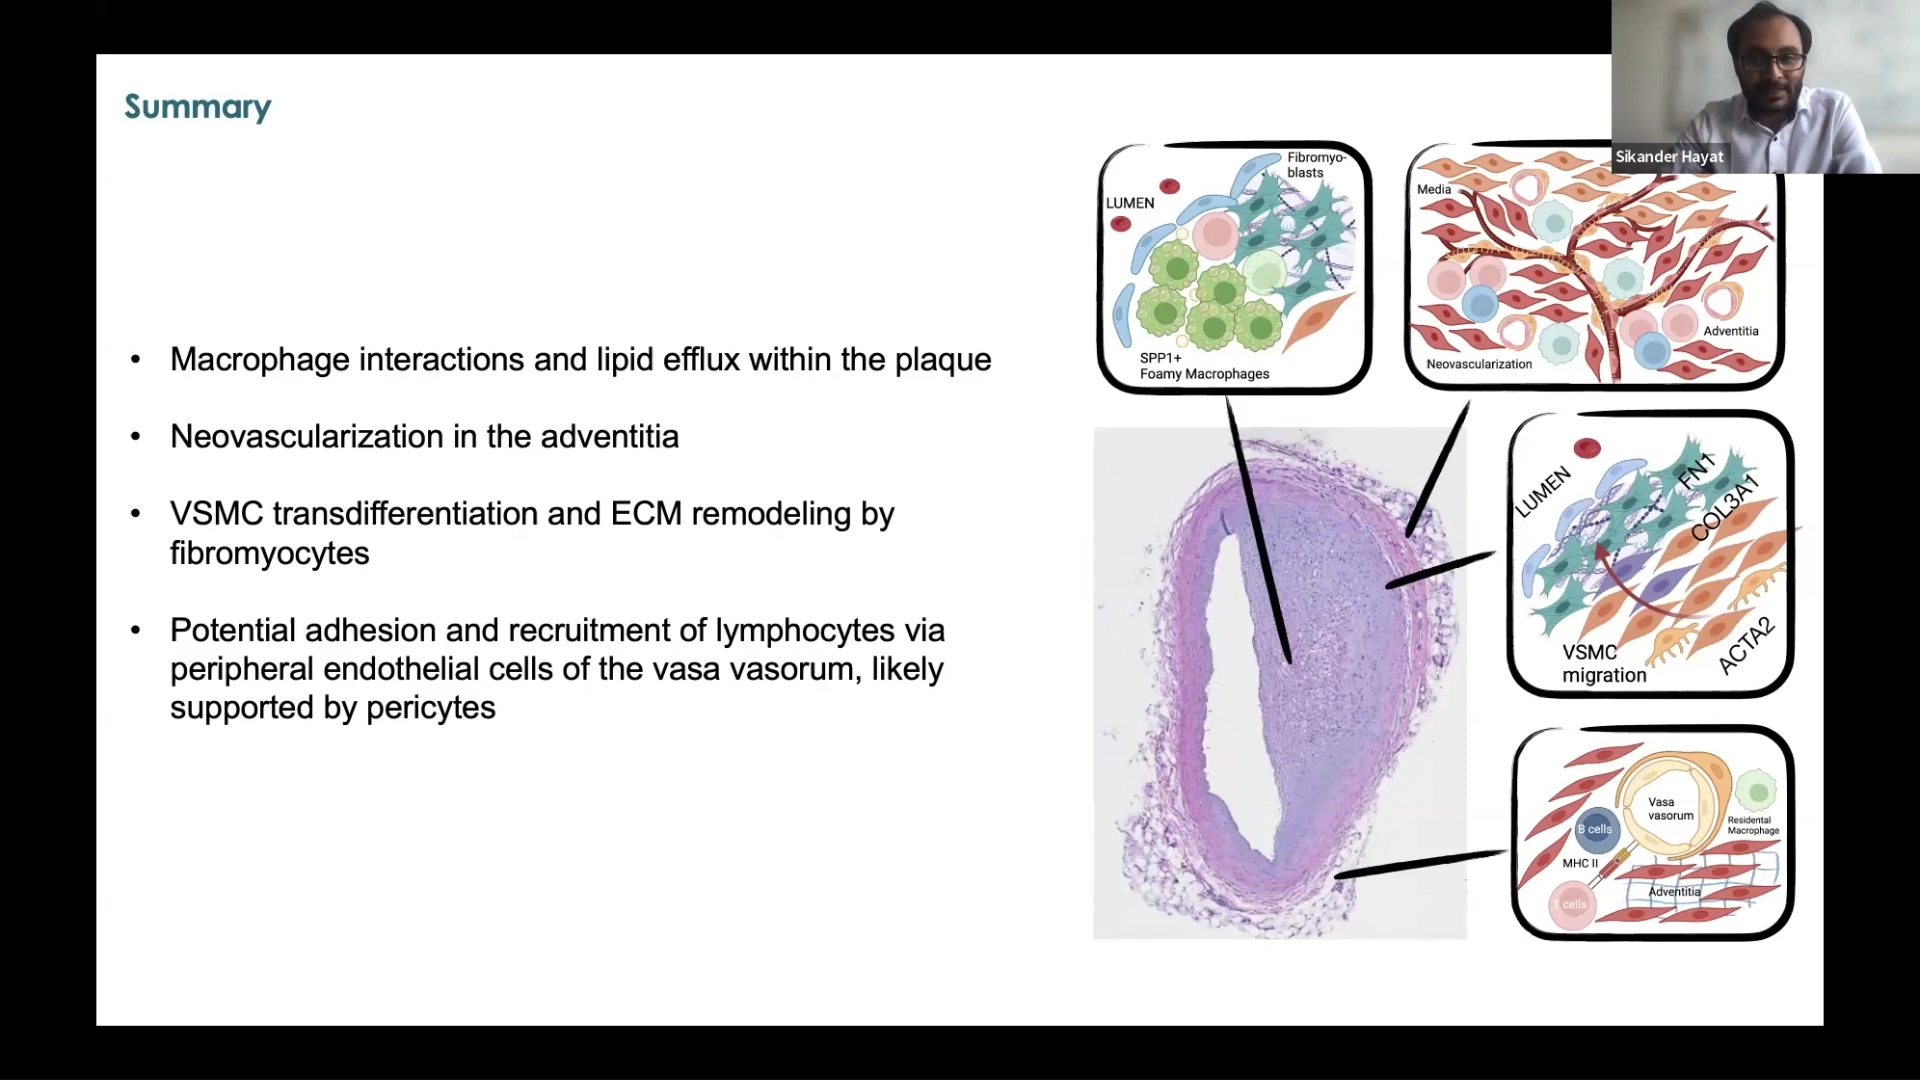 Summary
Sikander Hayat
• Macrophage interactions and lipid efflux within the plaque
• Neovascularization in the adventitia
• VSMC transdifferentiation and ECM remodeling by
fibromyocytes
• Potential adhesion and recruitment of lymphocytes via
peripheral endothelial cells of the vasa vasorum, likely
supported by pericytes
Fibromyo-
blasts
LUMEN
SPP1+
Foamy Macrophages
Media
Adventitia
Neovascularization
LUMEN
FN1
COL3A1
VSMC
migration
ACTA2
Vasa
vasorum
B cells
Residental
Macrophage
MHC II
Adventitia
T cells